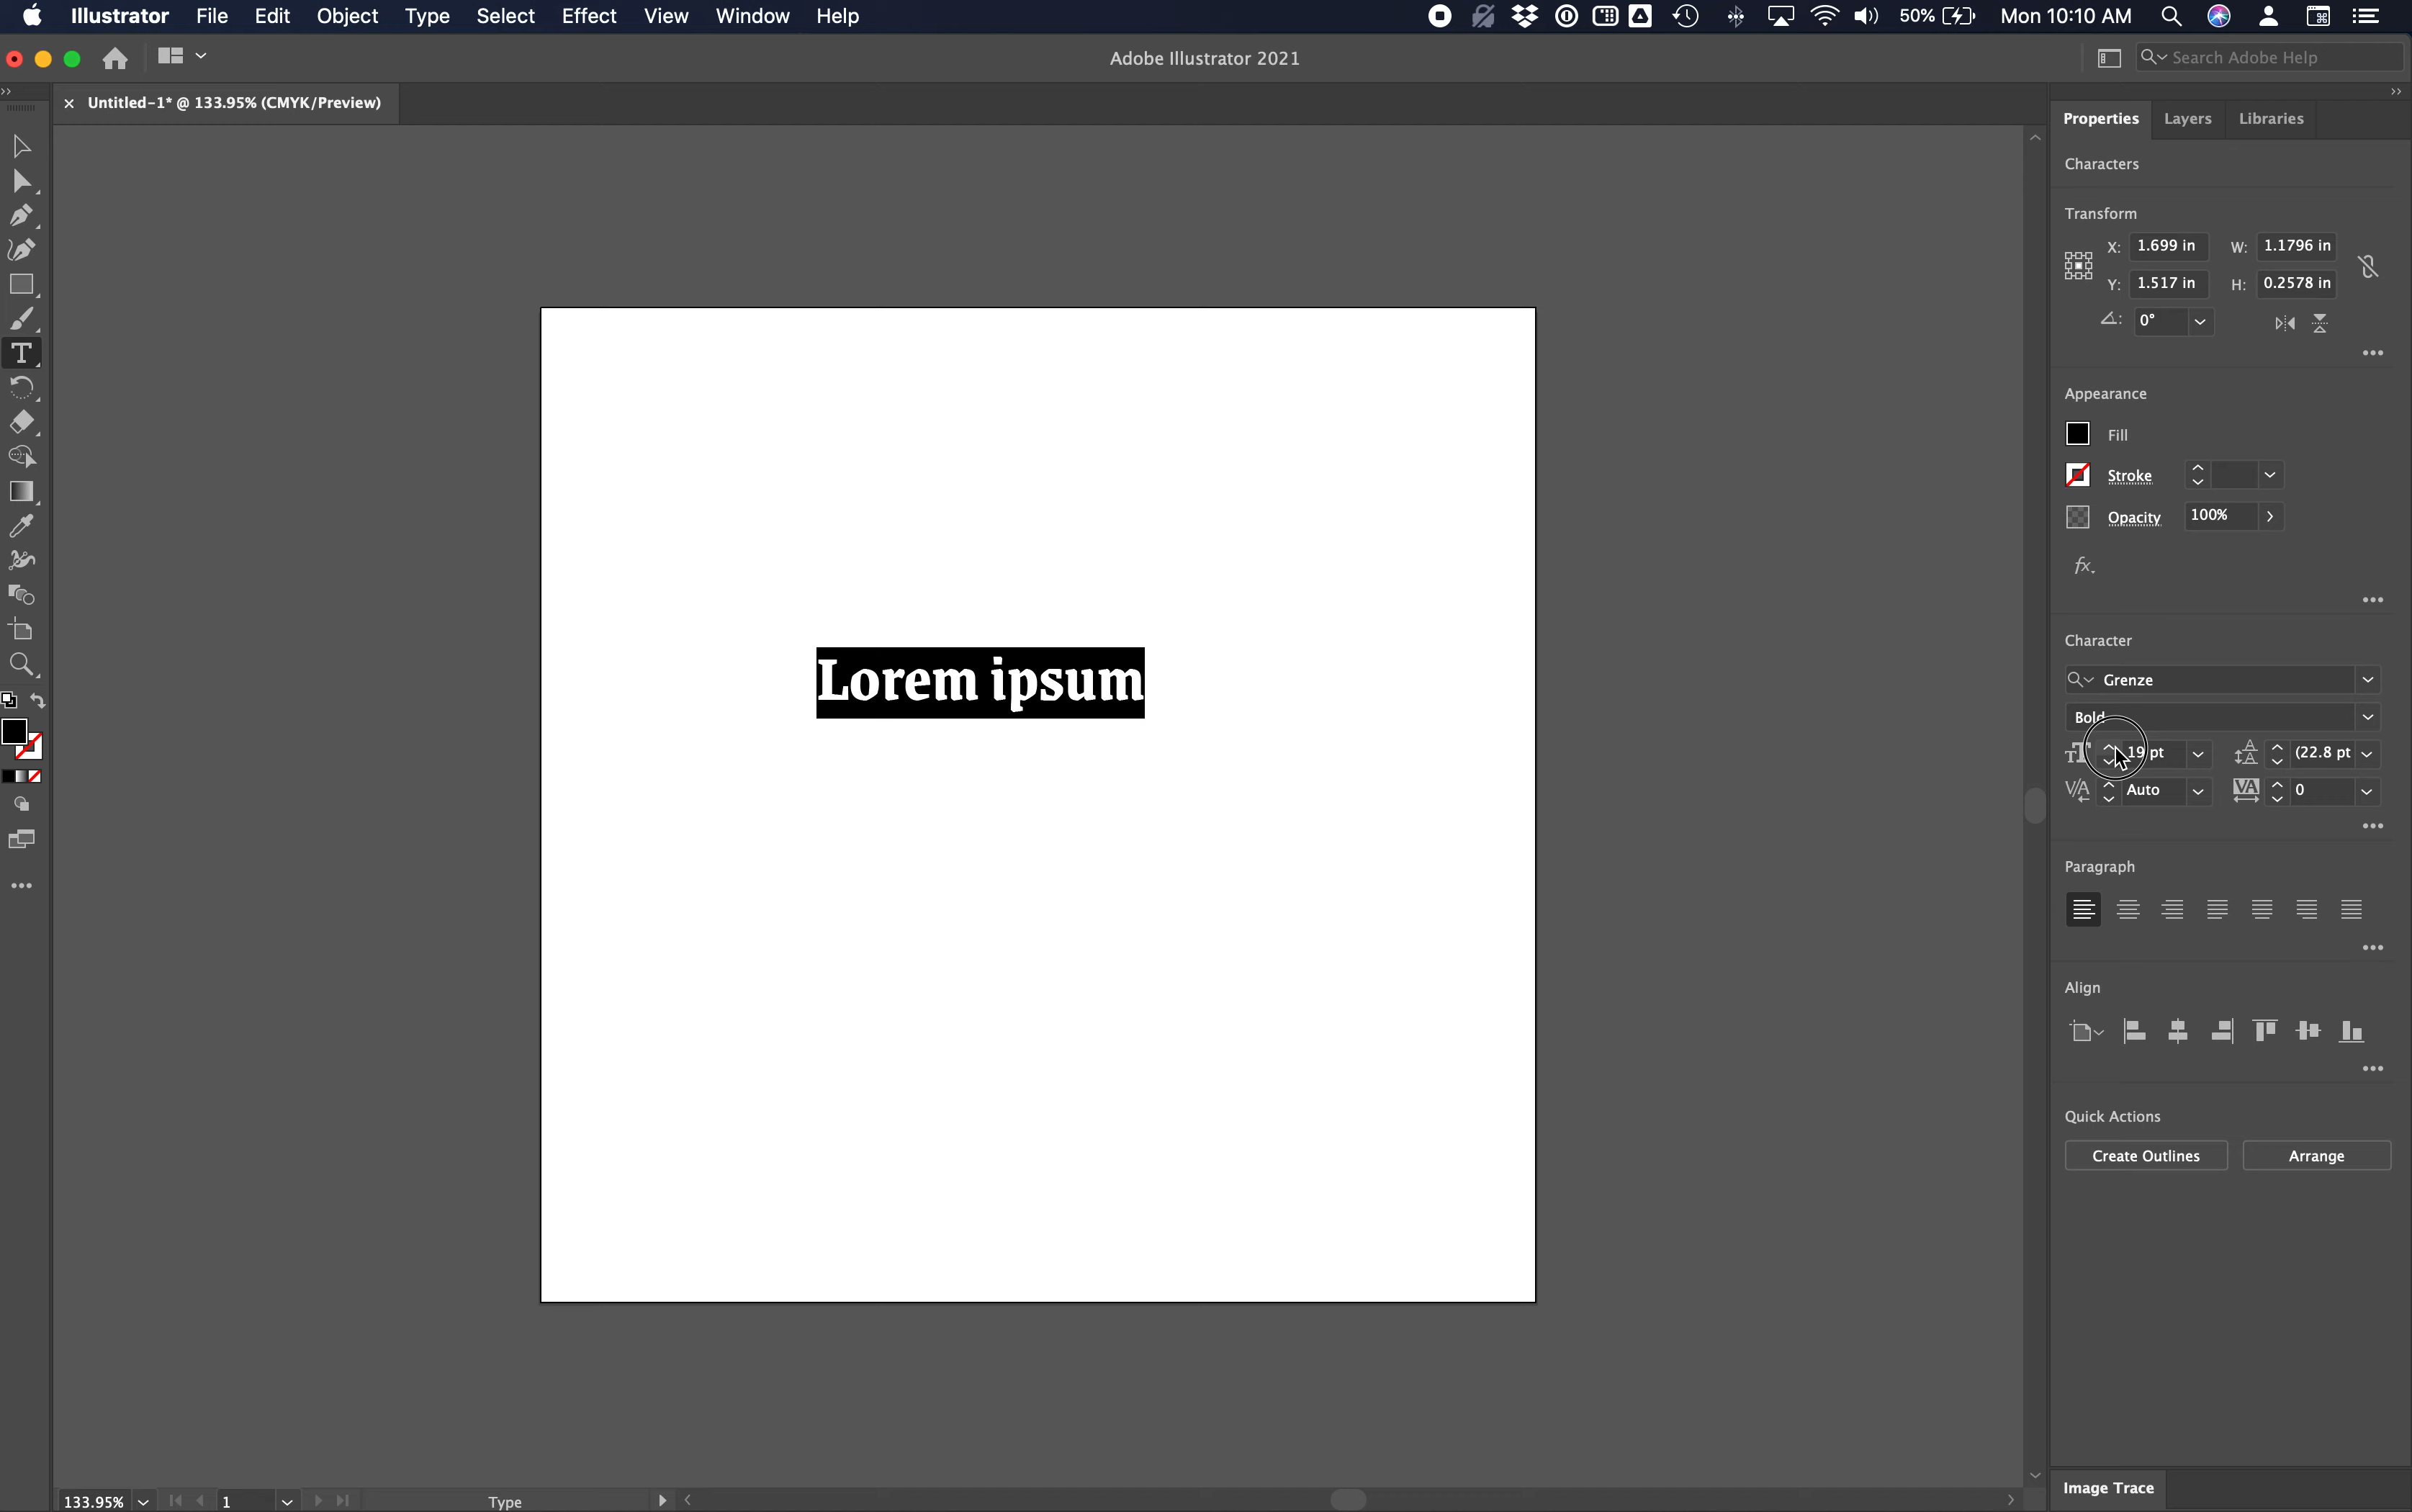 Illustrator File Edit Object Type Select Effect View Window Help 50% Mon 10:10 AM
Adobe Illustrator 2021 Search Adobe Help
× Untitled-1* @ 133.95% (CMYK/Preview)
Properties Layers Libraries
Characters
Transform
X: 1.699 in W: 1.1796 in
Y: 1.517 in H: 0.2578 in
0°
Appearance
Fill
Stroke
Opacity 100%
fx.
Lorem ipsum
Character
Grenze
Bold
19 pt (22.8 pt
Auto 0
Paragraph
Align
Quick Actions
Create Outlines Arrange
Image Trace
133.95% 1 Type